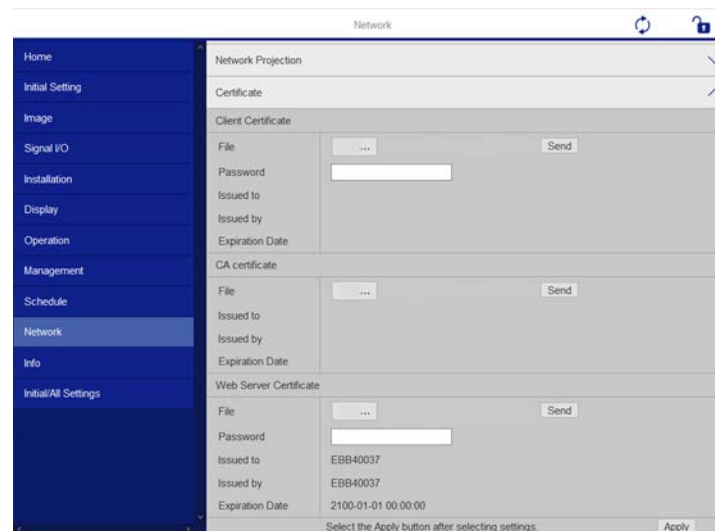 Network
Home
Initial Setting
Image
Signal I/O
Installation
Display
Operation
Management
Schedule
Network
Info
Initial/All Settings
Network Projection
Certificate
Client Certificate
File ... Send
Password
Issued to
Issued by
Expiration Date
CA certificate
File ... Send
Issued to
Issued by
Expiration Date
Web Server Certificate
File ... Send
Password
Issued to EBB40037
Issued by EBB40037
Expiration Date 2100-01-01 00:00:00
Select the Apply button after selecting settings. Apply